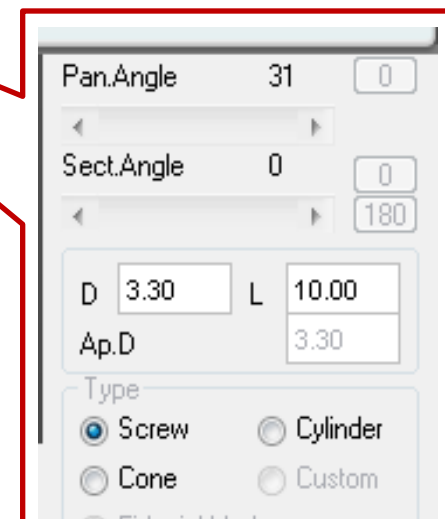 Pan.Angle 31 0
Sect.Angle 0 0
180
D 3.30 L 10.00
Ap.D 3.30
Type
Screw Cylinder
Cone Custom